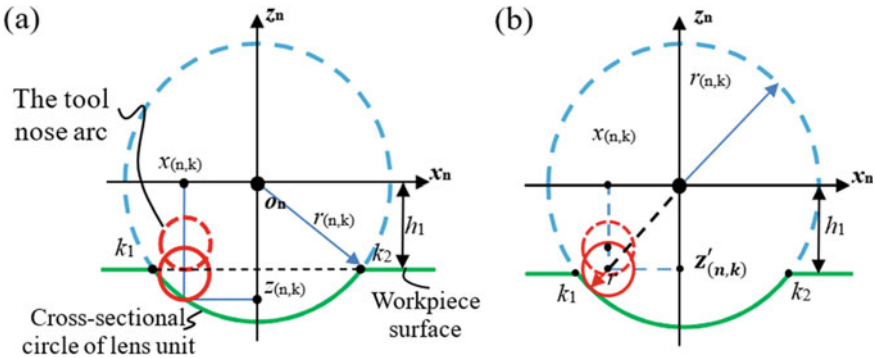 (a)
zₙ
The tool
nose arc
x(n,k)
xₙ
oₙ
r(n,k)
h₁
k₁
k₂
z(n,k)
Workpiece
surface
Cross-sectional
circle of lens unit
(b)
zₙ
r(n,k)
x(n,k)
xₙ
h₁
z′(n,k)
k₁
r
k₂